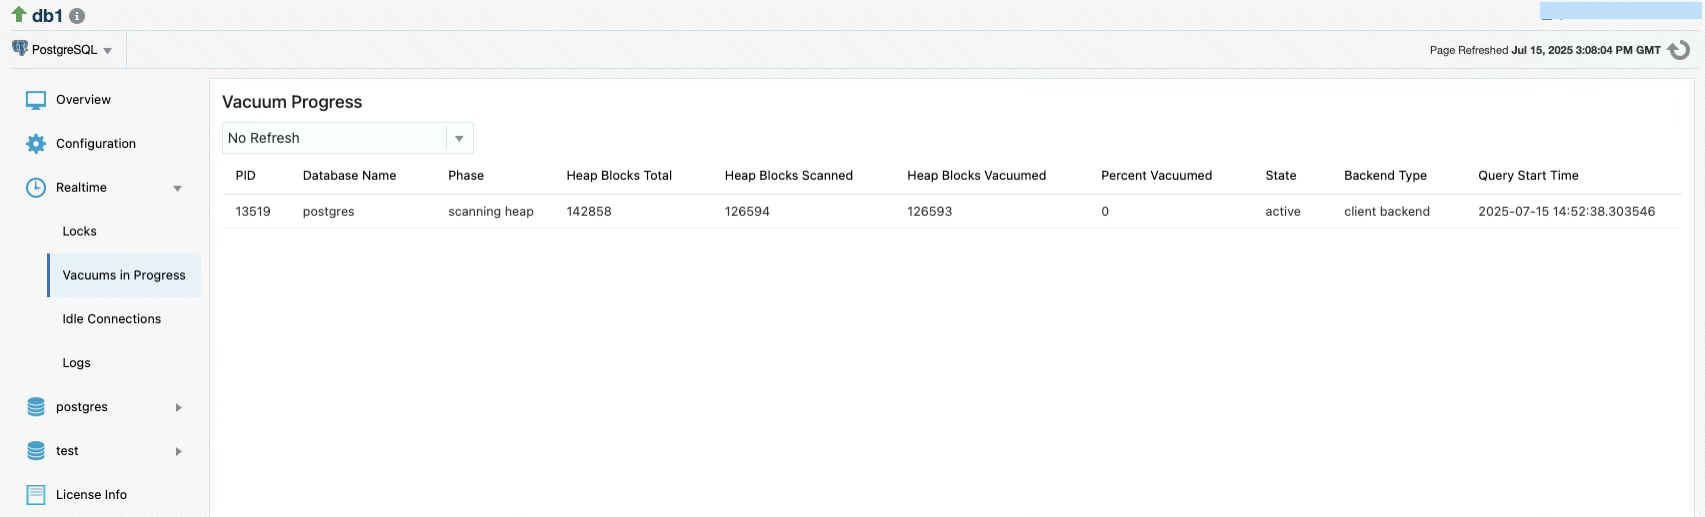 db1
PostgreSQL
Page Refreshed Jul 15, 2025 3:08:04 PM GMT
Overview
Configuration
Realtime
Locks
Vacuums in Progress
Idle Connections
Logs
postgres
test
License Info
Vacuum Progress
No Refresh
PID Database Name Phase Heap Blocks Total Heap Blocks Scanned Heap Blocks Vacuumed Percent Vacuumed State Backend Type Query Start Time
13519 postgres scanning heap 142858 126594 126593 0 active client backend 2025-07-15 14:52:38.303546